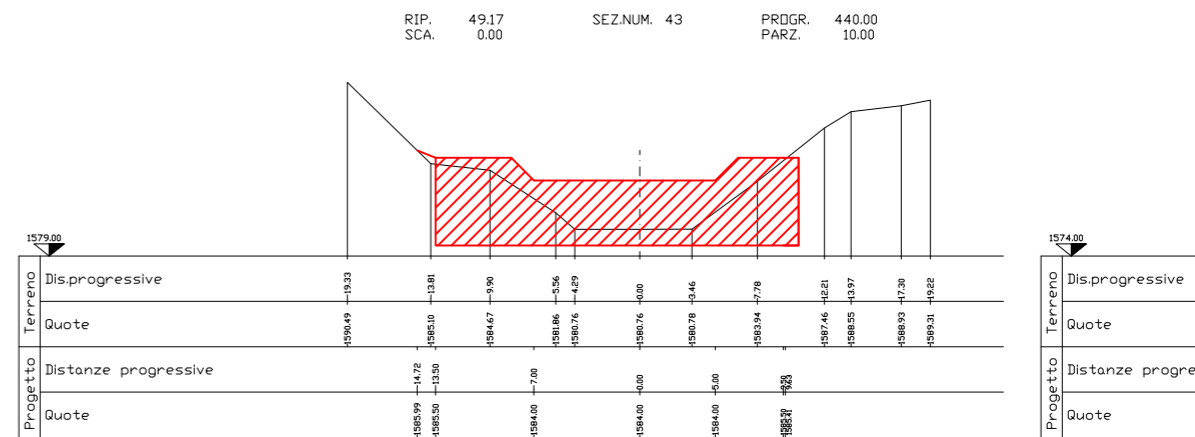 RIP. 49.17 SEZ.NUM. 43 PROGR. 440.00
SCA. 0.00 PARZ. 10.00
1579.00
1574.00
Terreno
Dis.progressive 19.33 13.81 9.90 5.56 4.29 0.00 3.46 7.78 12.21 13.97 17.30 19.22
Quote 1590.49 1585.10 1584.67 1581.86 1580.76 1580.76 1580.78 1583.94 1587.46 1588.55 1588.93 1589.31
Progetto
Distanze progressive 14.72 13.50 7.00 0.00 5.00
Quote 1585.99 1585.50 1584.00 1584.00 1584.00
Terreno
Dis.progressive
Quote
Progetto
Distanze progre
Quote